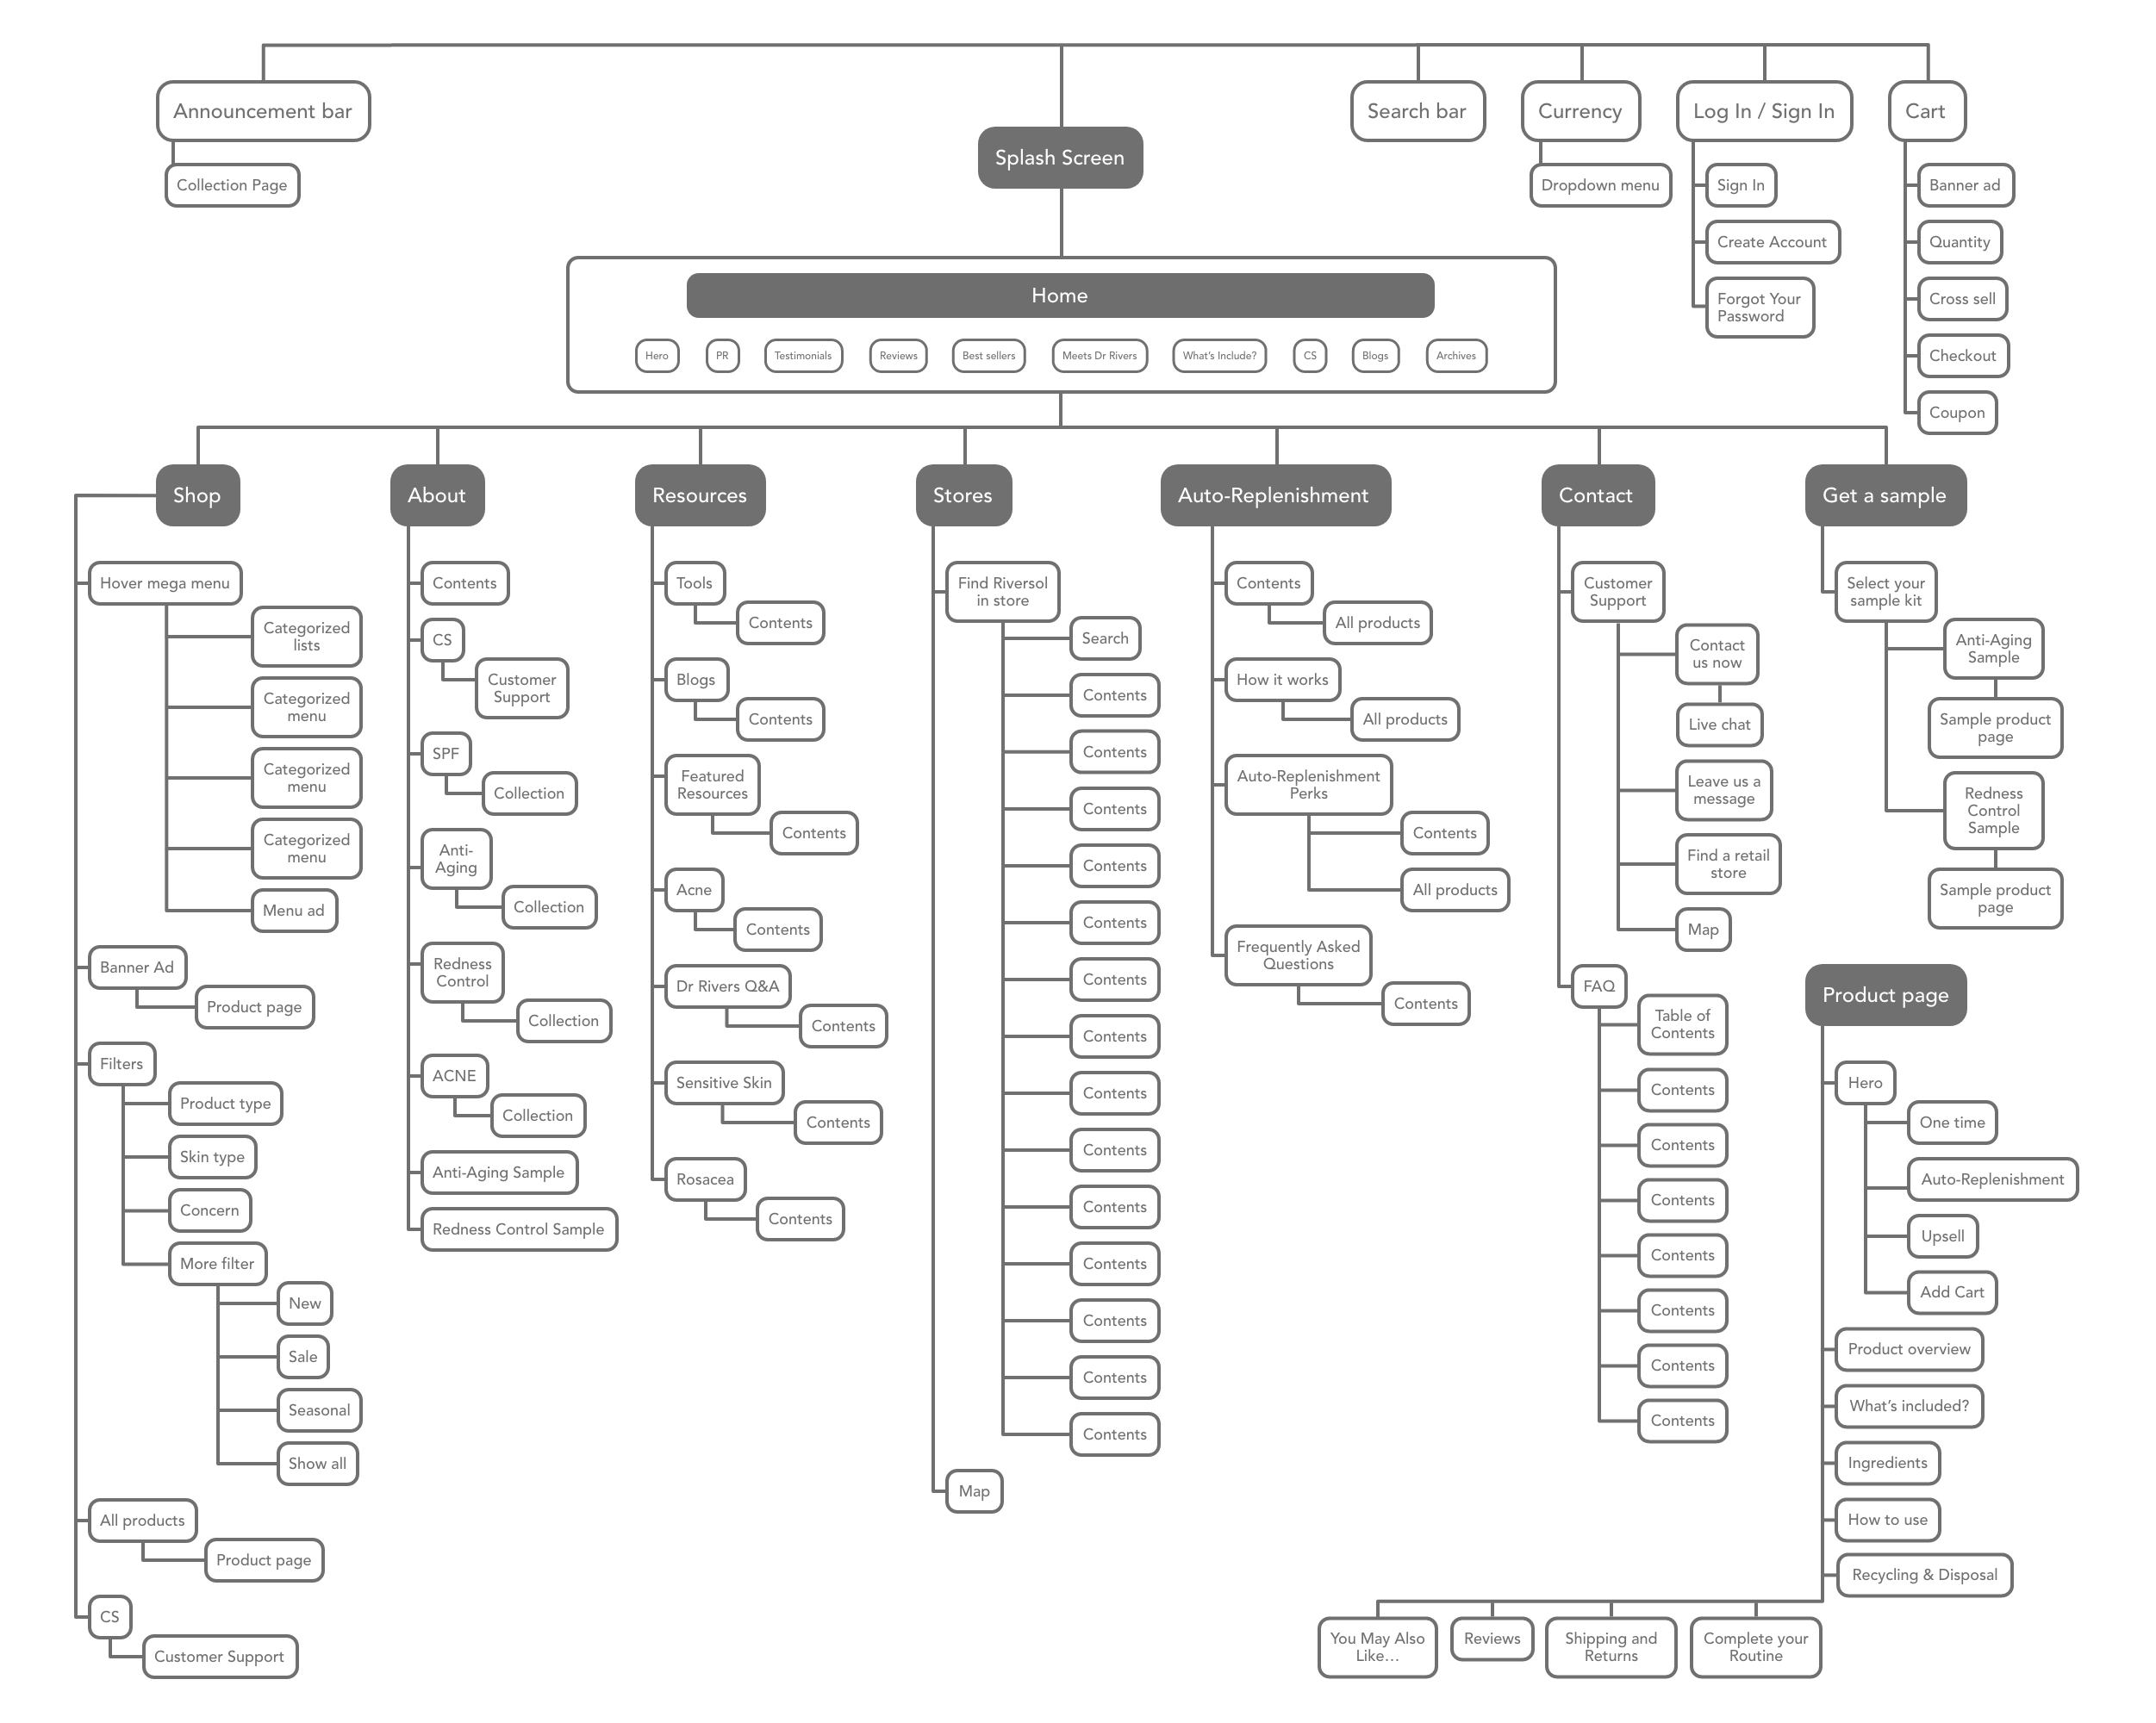 Announcement bar
Collection Page
Splash Screen
Search bar
Currency
Dropdown menu
Log In / Sign In
Sign In
Create Account
Forgot Your
Password
Cart
Banner ad
Quantity
Cross sell
Checkout
Coupon
Home
Hero
PR
Testimonials
Reviews
Best sellers
Meets Dr Rivers
What's Include?
CS
Blogs
Archives
Shop
Hover mega menu
Categorized
lists
Categorized
menu
Categorized
menu
Categorized
menu
Menu ad
Banner Ad
Product page
Filters
Product type
Skin type
Concern
More filter
New
Sale
Seasonal
Show all
All products
Product page
CS
Customer Support
About
Contents
CS
Customer
Support
SPF
Collection
Anti-
Aging
Collection
Redness
Control
Collection
ACNE
Collection
Anti-Aging Sample
Redness Control Sample
Resources
Tools
Contents
Blogs
Contents
Featured
Resources
Contents
Acne
Contents
Dr Rivers Q&A
Contents
Sensitive Skin
Contents
Rosacea
Contents
Stores
Find Riversol
in store
Search
Contents
Contents
Contents
Contents
Contents
Contents
Contents
Contents
Contents
Contents
Contents
Contents
Contents
Contents
Map
Auto-Replenishment
Contents
All products
How it works
All products
Auto-Replenishment
Perks
Contents
All products
Frequently Asked
Questions
Contents
Contact
Customer
Support
Contact
us now
Live chat
Leave us a
message
Find a retail
store
Map
FAQ
Table of
Contents
Contents
Contents
Contents
Contents
Contents
Contents
Contents
Get a sample
Select your
sample kit
Anti-Aging
Sample
Sample product
page
Redness
Control
Sample
Sample product
page
Product page
Hero
One time
Auto-Replenishment
Upsell
Add Cart
Product overview
What's included?
Ingredients
How to use
Recycling & Disposal
You May Also
Like...
Reviews
Shipping and
Returns
Complete your
Routine